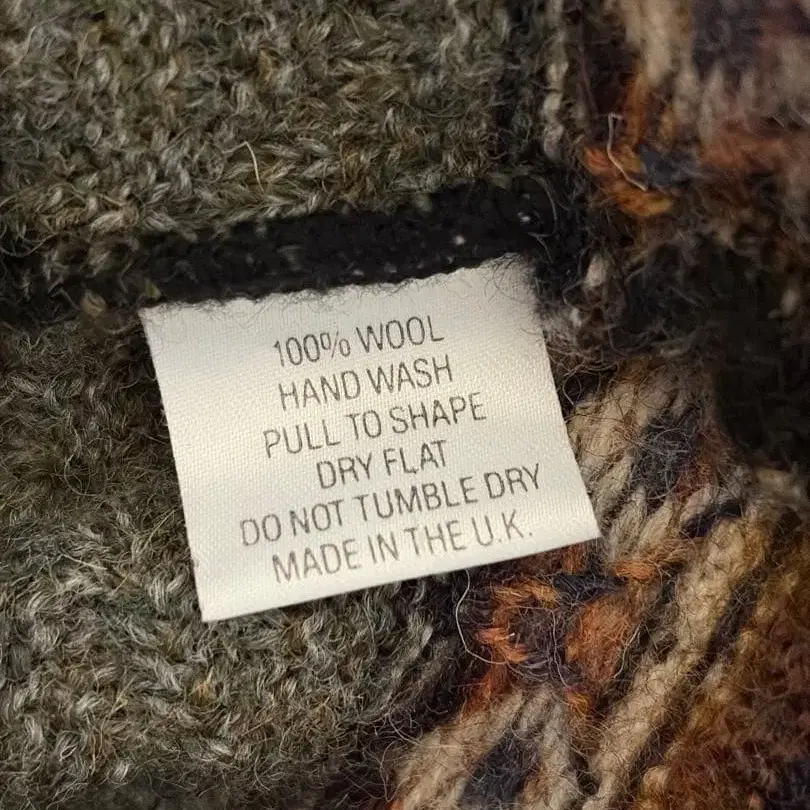 100% WOOL
HAND WASH
PULL TO SHAPE
DRY FLAT
DO NOT TUMBLE DRY
MADE IN THE U.K.